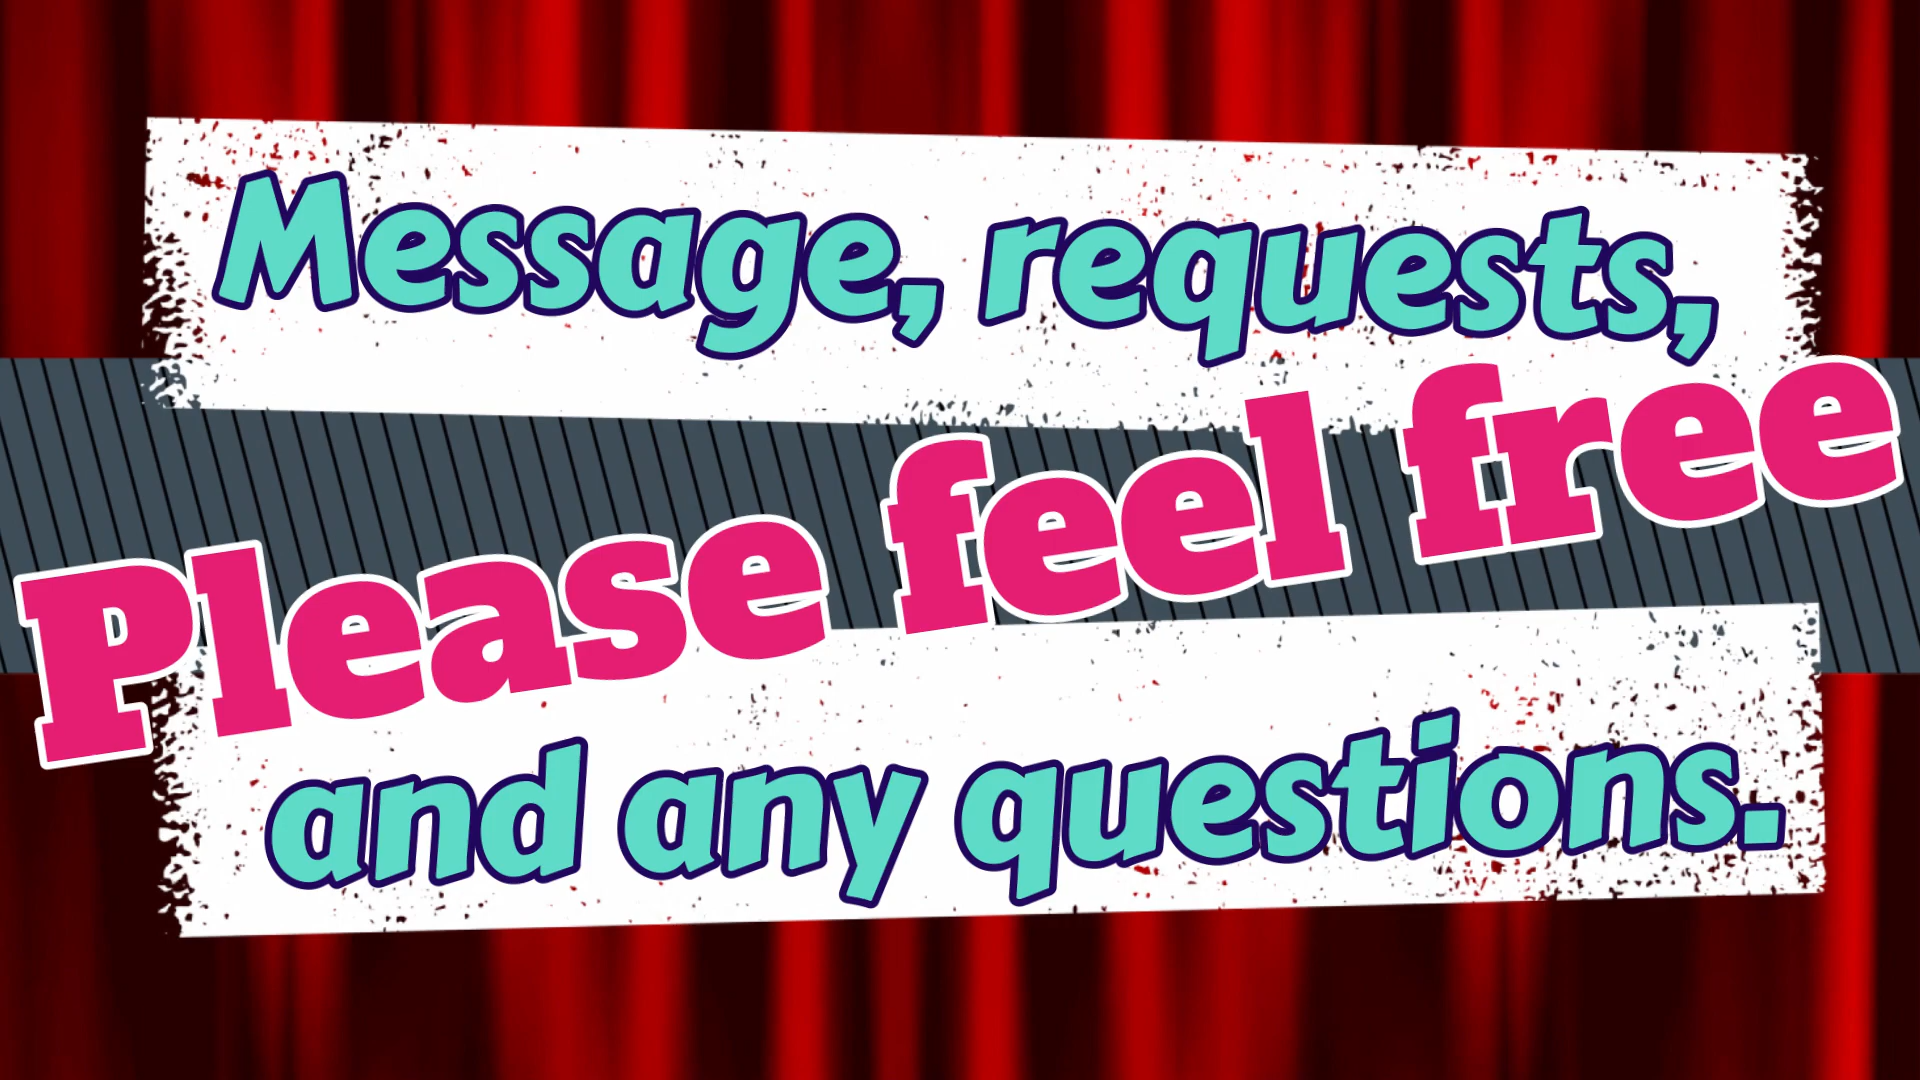 Message, requests,
Please feel free
and any questions.